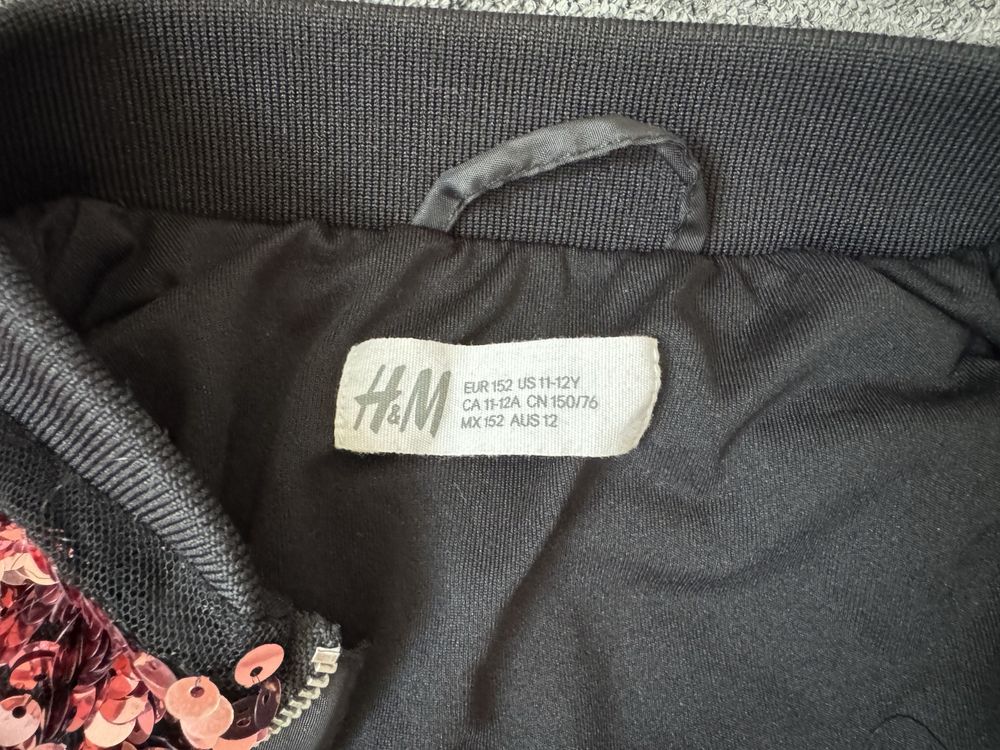 H&M
EUR 152 US 11-12Y
CA 11-12A CN 150/76
MX 152 AUS 12